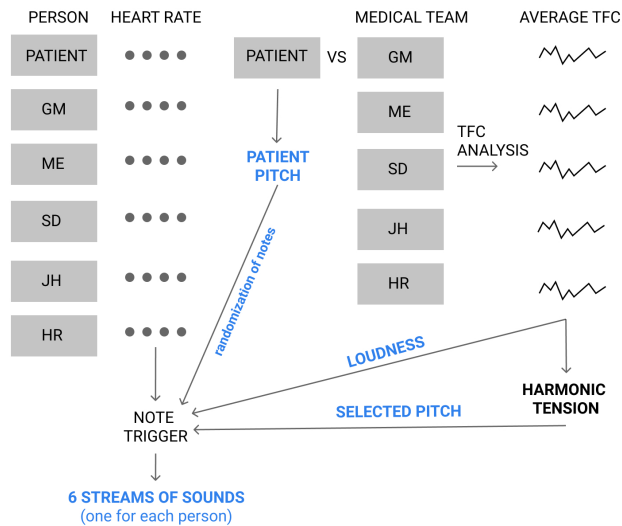 PERSON
HEART RATE
MEDICAL TEAM
AVERAGE TFC
PATIENT
GM
ME
SD
JH
HR
PATIENT
VS
GM
ME
SD
JH
HR
TFC
ANALYSIS
PATIENT
PITCH
randomization of notes
LOUDNESS
HARMONIC
TENSION
SELECTED PITCH
NOTE
TRIGGER
6 STREAMS OF SOUNDS
(one for each person)